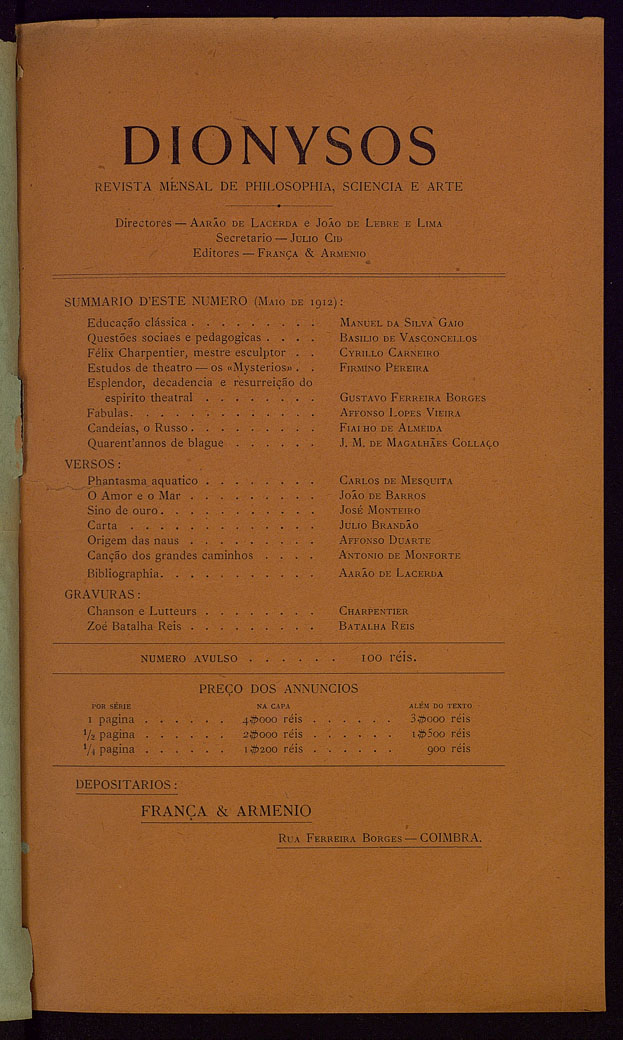 DIONYSOS
REVISTA MENSAL DE PHILOSOPHIA, SCIENCIA E ARTE
Directores — AARÃO DE LACERDA e JOÃO DE LEBRE E LIMA
Secretario — JULIO CID
Editores — FRANÇA & ARMENIO
SUMMARIO D'ESTE NUMERO (MAIO DE 1912):
Educação clássica . . . . . . . . . MANUEL DA SILVA GAIO
Questões sociaes e pedagogicas . . . . BASILIO DE VASCONCELLOS
Félix Charpentier, mestre esculptor . . CYRILLO CARNEIRO
Estudos de theatro — os «Mysterios» . . FIRMINO PEREIRA
Esplendor, decadencia e resurreição do
espirito theatral . . . . . . . . GUSTAVO FERREIRA BORGES
Fabulas. . . . . . . . . . . . . AFFONSO LOPES VIEIRA
Candeias, o Russo . . . . . . . . . FIALHO DE ALMEIDA
Quarent'annos de blague . . . . . . J. M. DE MAGALHÃES COLLAÇO
VERSOS:
Phantasma aquatico . . . . . . . . CARLOS DE MESQUITA
O Amor e o Mar . . . . . . . . . JOÃO DE BARROS
Sino de ouro. . . . . . . . . . . JOSÉ MONTEIRO
Carta . . . . . . . . . . . . . JULIO BRANDÃO
Origem das naus . . . . . . . . . AFFONSO DUARTE
Canção dos grandes caminhos . . . . ANTONIO DE MONFORTE
Bibliographia. . . . . . . . . . . AARÃO DE LACERDA
GRAVURAS:
Chanson e Lutteurs . . . . . . . . CHARPENTIER
Zoé Batalha Reis . . . . . . . . . BATALHA REIS
NUMERO AVULSO . . . . . . 100 réis.
PREÇO DOS ANNUNCIOS
POR SÉRIE NA CAPA ALÉM DO TEXTO
1 pagina . . . . . . 4$000 réis . . . . . . 3$000 réis
1/2 pagina . . . . . . 2$000 réis . . . . . . 1$500 réis
1/4 pagina . . . . . . 1$200 réis . . . . . . 900 réis
DEPOSITARIOS:
FRANÇA & ARMENIO
RUA FERREIRA BORGES — COIMBRA.